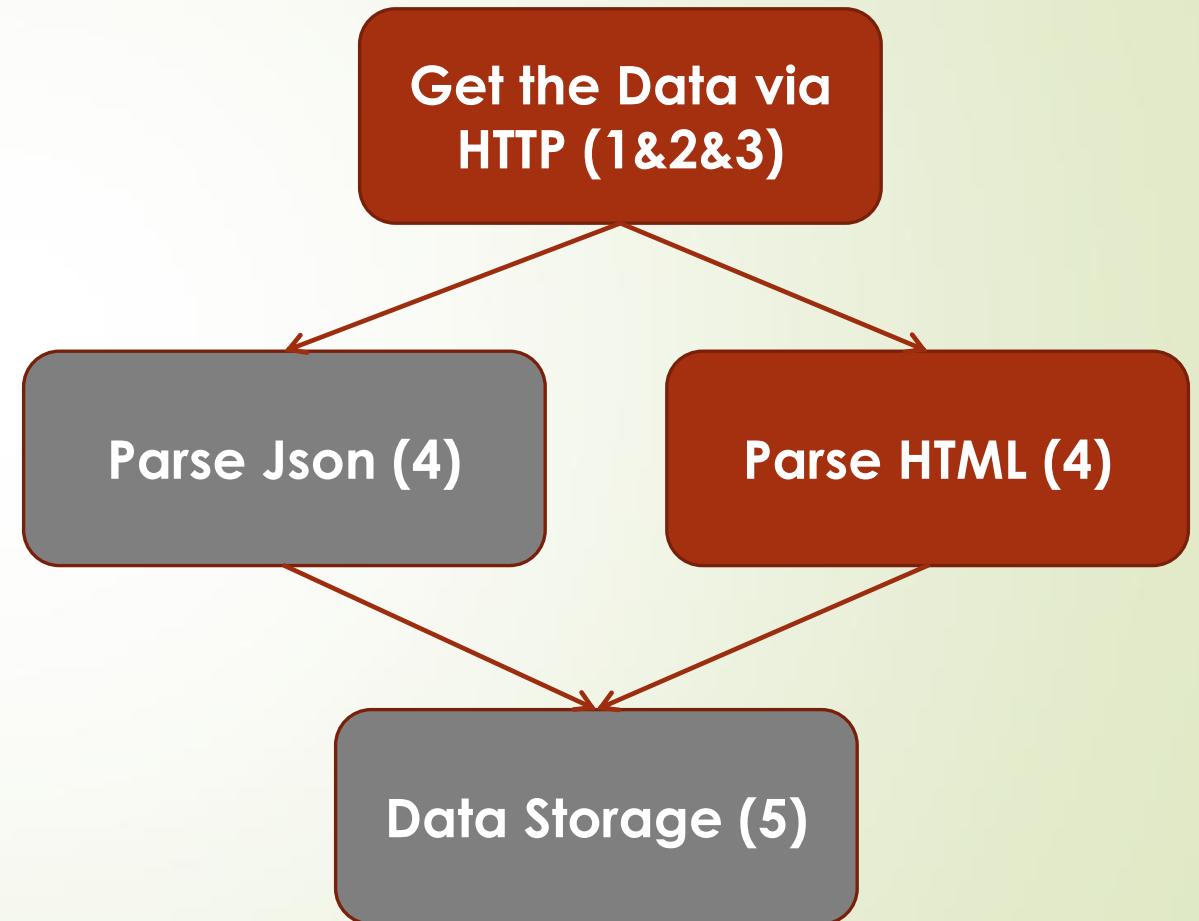 Get the Data via
HTTP (1&2&3)
Parse Json (4)
Parse HTML (4)
Data Storage (5)